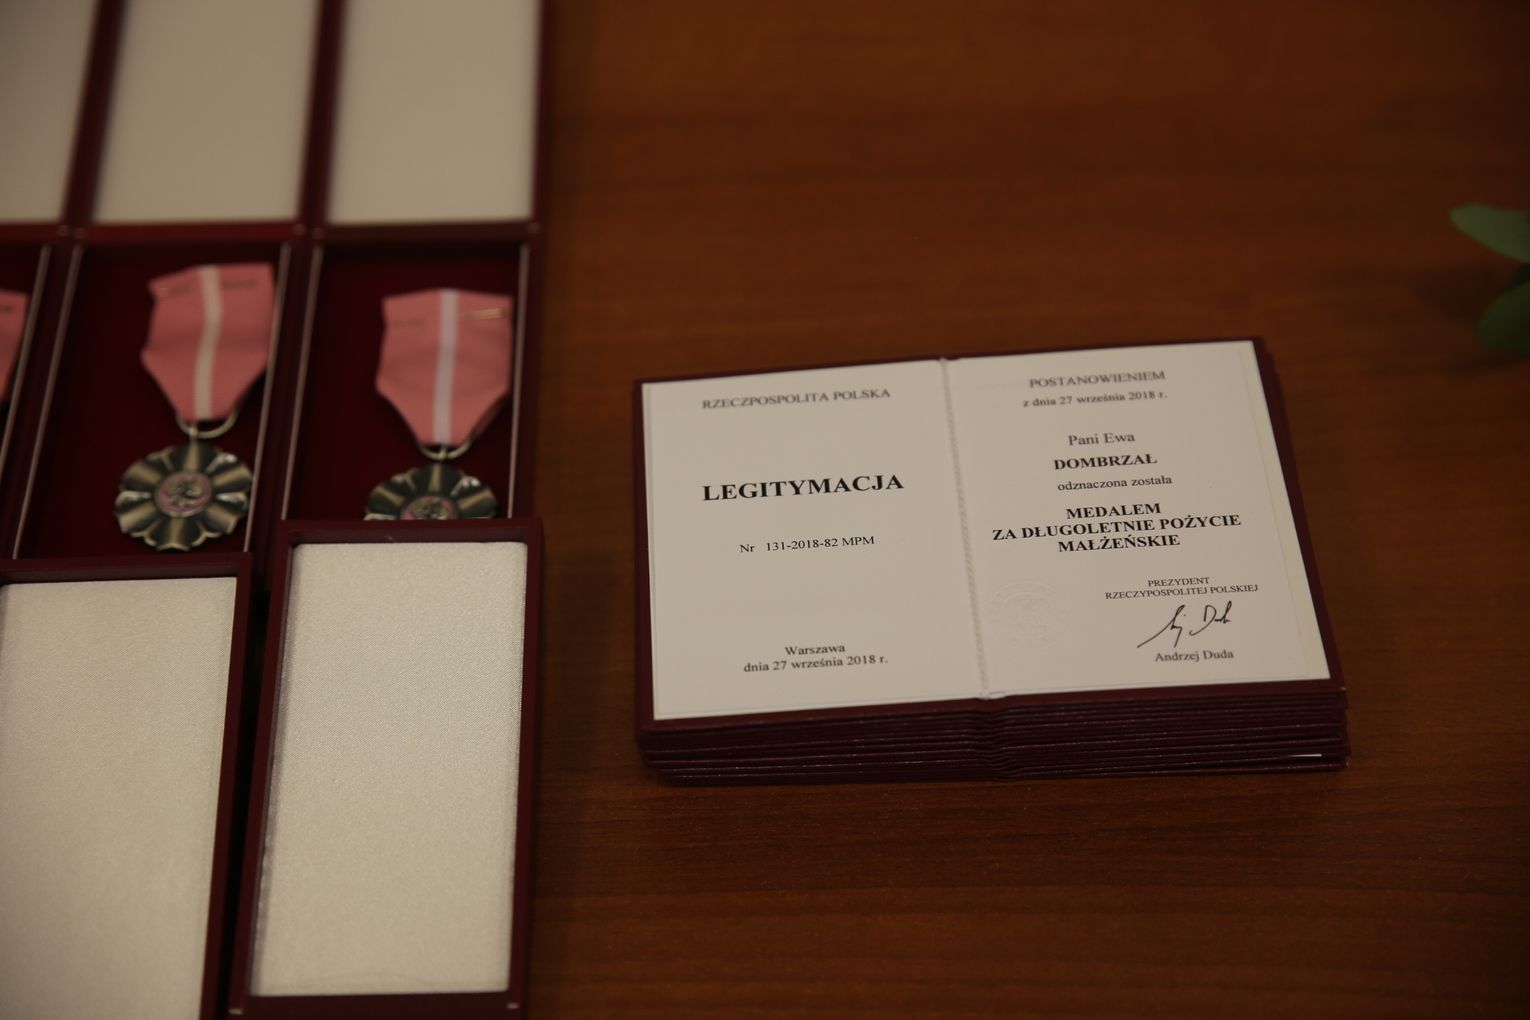 RZECZPOSPOLITA POLSKA
LEGITYMACJA
Nr 131-2018-82 MPM
Warszawa
dnia 27 września 2018 r.
POSTANOWIENIEM
z dnia 27 września 2018 r.
Pani Ewa
DOMBRZAŁ
odznaczona została
MEDALEM
ZA DŁUGOLETNIE POŻYCIE
MAŁŻEŃSKIE
PREZYDENT
RZECZYPOSPOLITEJ POLSKIEJ
Andrzej Duda